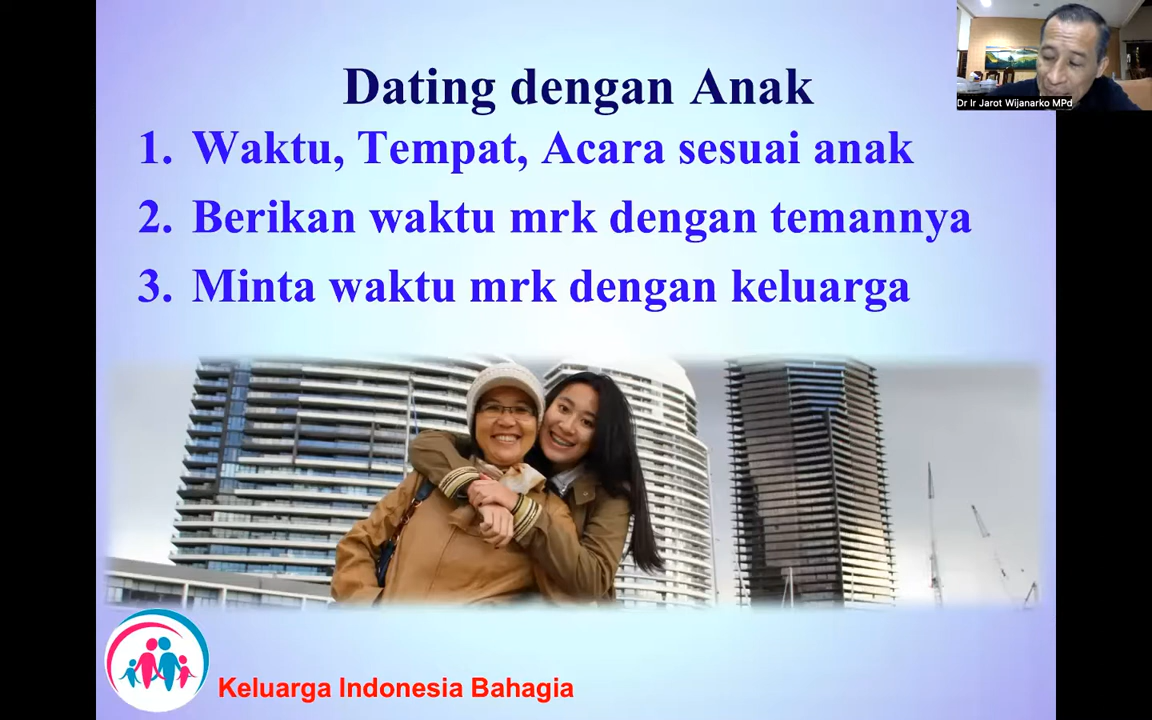 Dating dengan Anak
1. Waktu, Tempat, Acara sesuai anak
2. Berikan waktu mrk dengan temannya
3. Minta waktu mrk dengan keluarga
Dr Ir Jarot Wijanarko MPd
Keluarga Indonesia Bahagia